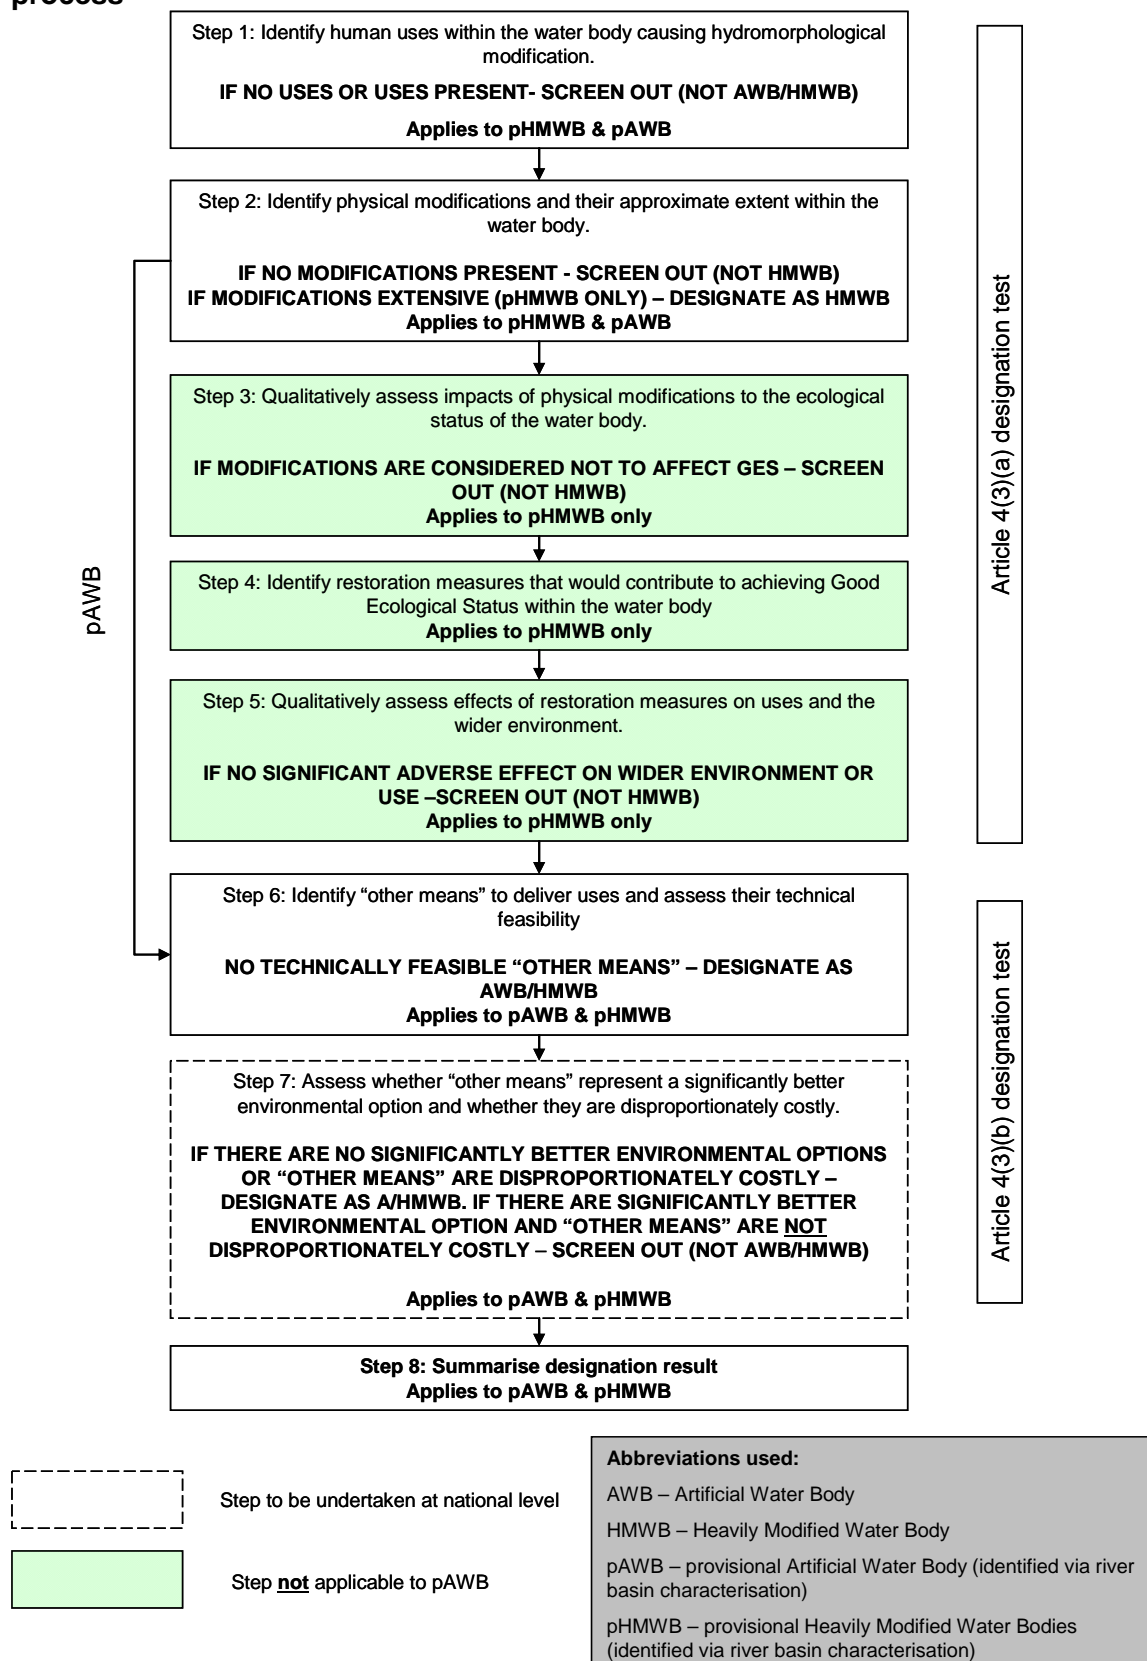 process
Step 1: Identify human uses within the water body causing hydromorphological
modification.
IF NO USES OR USES PRESENT- SCREEN OUT (NOT AWB/HMWB)
Applies to pHMWB & pAWB
Step 2: Identify physical modifications and their approximate extent within the
water body.
IF NO MODIFICATIONS PRESENT - SCREEN OUT (NOT HMWB)
IF MODIFICATIONS EXTENSIVE (pHMWB ONLY) – DESIGNATE AS HMWB
Applies to pHMWB & pAWB
Step 3: Qualitatively assess impacts of physical modifications to the ecological
status of the water body.
IF MODIFICATIONS ARE CONSIDERED NOT TO AFFECT GES – SCREEN
OUT (NOT HMWB)
Applies to pHMWB only
Article 4(3)(a) designation test
pAWB
Step 4: Identify restoration measures that would contribute to achieving Good
Ecological Status within the water body
Applies to pHMWB only
Step 5: Qualitatively assess effects of restoration measures on uses and the
wider environment.
IF NO SIGNIFICANT ADVERSE EFFECT ON WIDER ENVIRONMENT OR
USE –SCREEN OUT (NOT HMWB)
Applies to pHMWB only
Step 6: Identify “other means” to deliver uses and assess their technical
feasibility
NO TECHNICALLY FEASIBLE “OTHER MEANS” – DESIGNATE AS
AWB/HMWB
Applies to pAWB & pHMWB
Step 7: Assess whether “other means” represent a significantly better
environmental option and whether they are disproportionately costly.
IF THERE ARE NO SIGNIFICANTLY BETTER ENVIRONMENTAL OPTIONS
OR “OTHER MEANS” ARE DISPROPORTIONATELY COSTLY –
DESIGNATE AS A/HMWB. IF THERE ARE SIGNIFICANTLY BETTER
ENVIRONMENTAL OPTION AND “OTHER MEANS” ARE NOT
DISPROPORTIONATELY COSTLY – SCREEN OUT (NOT AWB/HMWB)
Applies to pAWB & pHMWB
Article 4(3)(b) designation test
Step 8: Summarise designation result
Applies to pAWB & pHMWB
Step to be undertaken at national level
Step not applicable to pAWB
Abbreviations used:
AWB – Artificial Water Body
HMWB – Heavily Modified Water Body
pAWB – provisional Artificial Water Body (identified via river
basin characterisation)
pHMWB – provisional Heavily Modified Water Bodies
(identified via river basin characterisation)